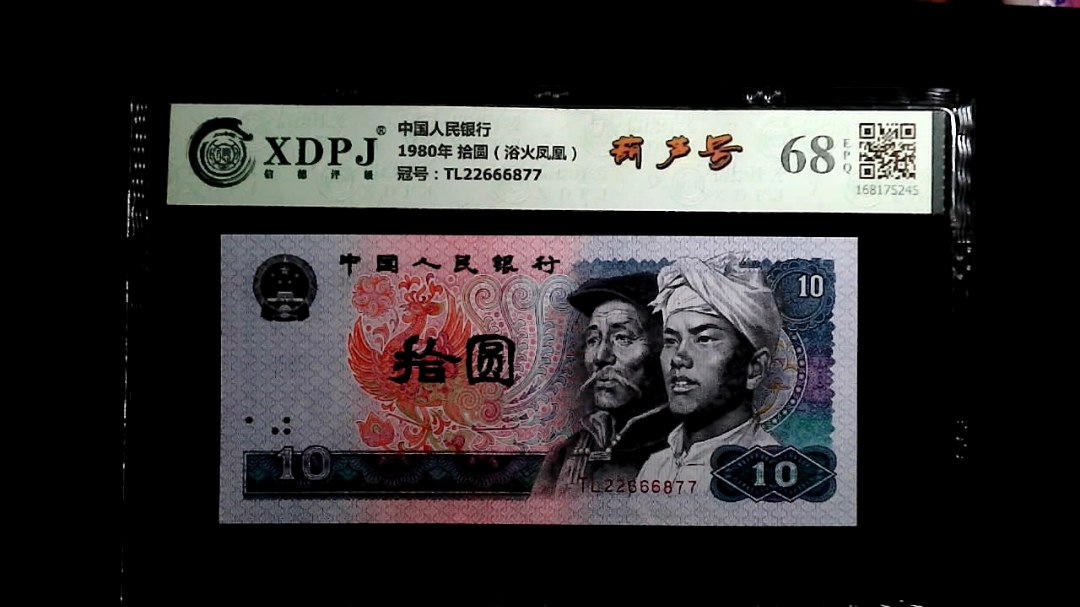 XDPJ®
信德评级
中国人民银行
1980年 拾圆（浴火凤凰）
冠号：TL22666877
葫芦号
68
EPQ
168175245
中国人民银行
10
拾圆
10
TL22666877
10